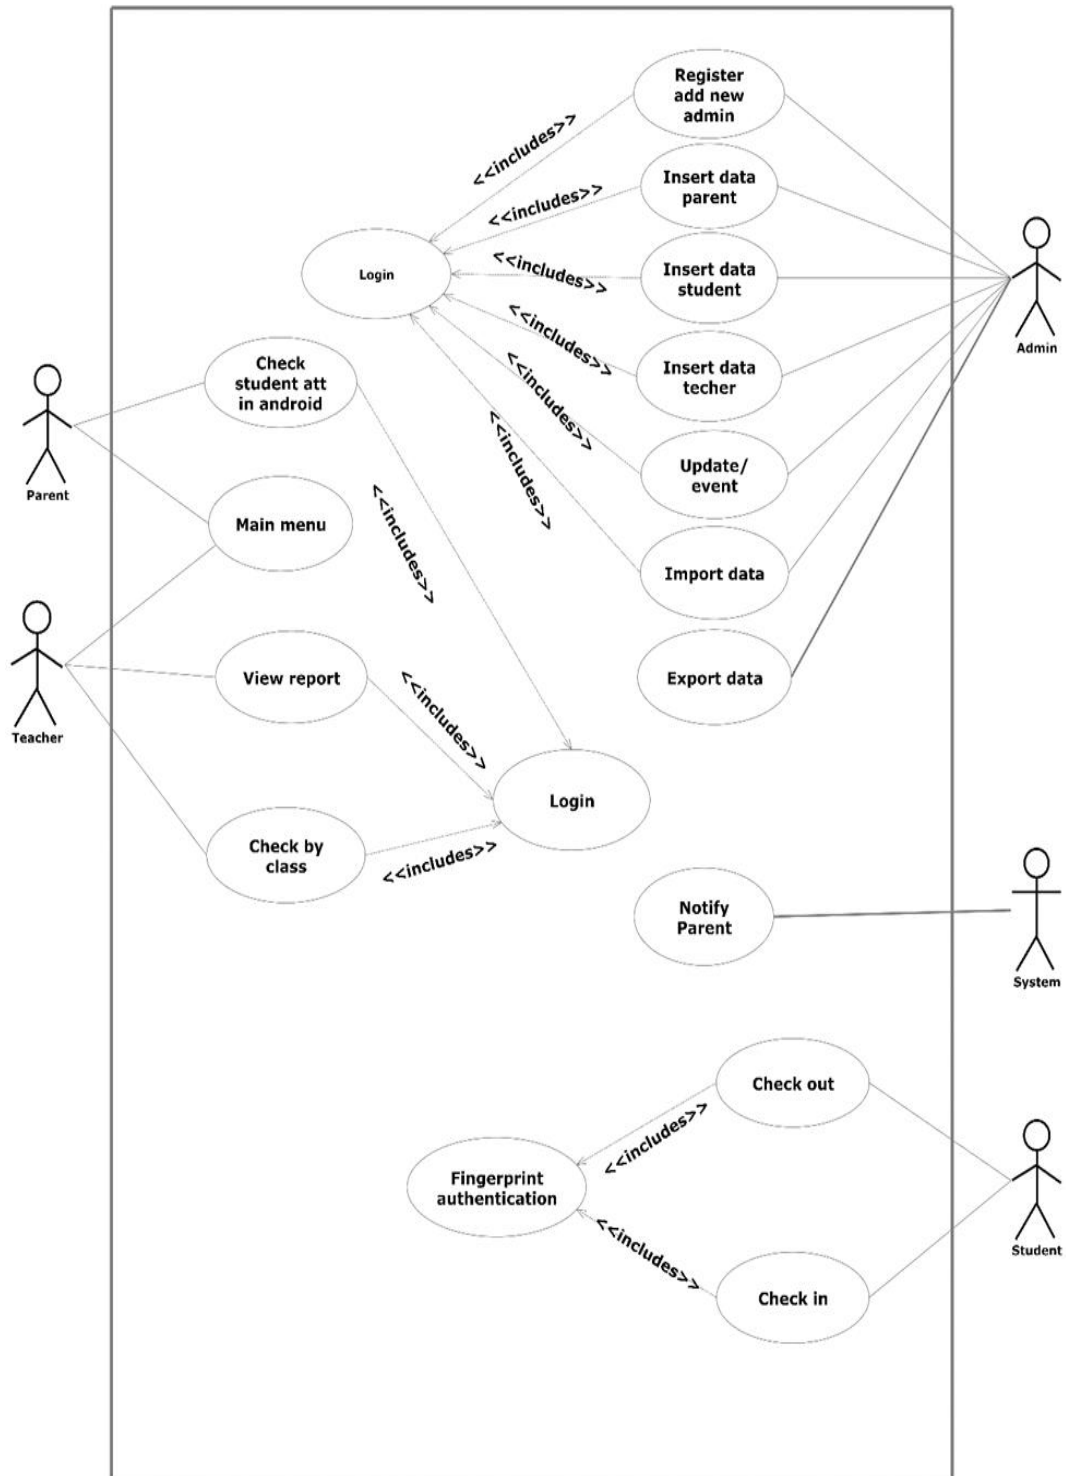 Register
add new
admin
<<includes>>
Insert data
parent
<<includes>>
Login
<<includes>>
Insert data
student
Admin
<<includes>>
Check
student att
in android
Insert data
techer
<<includes>>
Parent
<<includes>>
Update/
event
Main menu
<<includes>>
Import data
Teacher
View report
<<includes>>
Export data
Login
Check by
class
<<includes>>
Notify
Parent
System
Check out
<<includes>>
Fingerprint
authentication
<<includes>>
Student
Check in